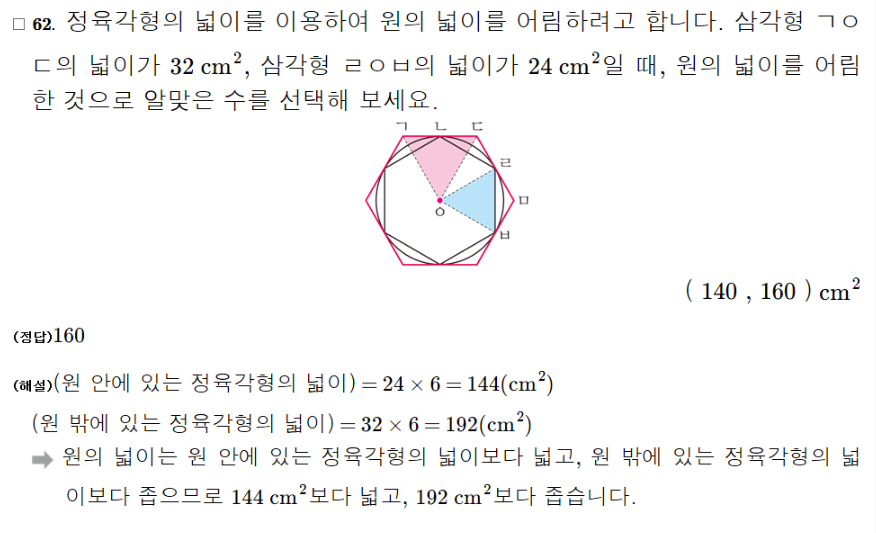 □ 62. 정육각형의 넓이를 이용하여 원의 넓이를 어림하려고 합니다. 삼각형 ㄱㅇ
ㄷ의 넓이가 32 cm², 삼각형 ㄹㅇㅂ의 넓이가 24 cm²일 때, 원의 넓이를 어림
한 것으로 알맞은 수를 선택해 보세요.
ㄱ ㄴ ㄷ
ㄹ
ㅁ
ㅇ
ㅂ
( 140 , 160 ) cm²
(정답)160
(해설)(원 안에 있는 정육각형의 넓이) = 24 × 6 = 144(cm²)
(원 밖에 있는 정육각형의 넓이) = 32 × 6 = 192(cm²)
➡ 원의 넓이는 원 안에 있는 정육각형의 넓이보다 넓고, 원 밖에 있는 정육각형의 넓
이보다 좁으므로 144 cm²보다 넓고, 192 cm²보다 좁습니다.